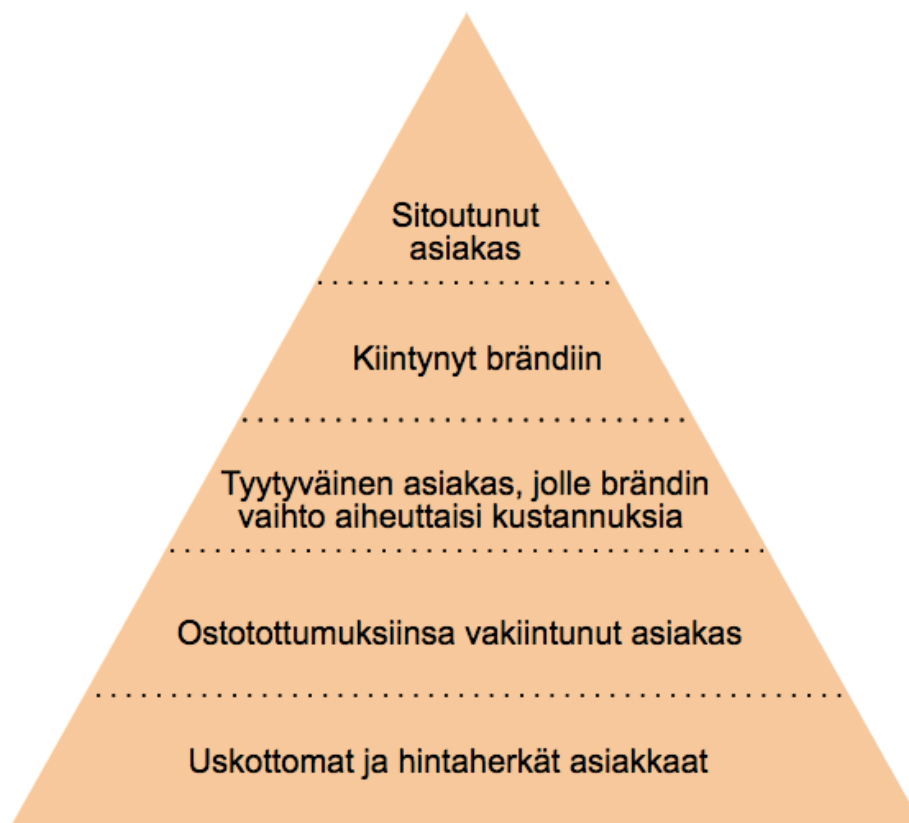 Sitoutunut
asiakas
Kiintynyt brändiin
Tyytyväinen asiakas, jolle brändin
vaihto aiheuttaisi kustannuksia
Ostotottumuksiinsa vakiintunut asiakas
Uskottomat ja hintaherkät asiakkaat